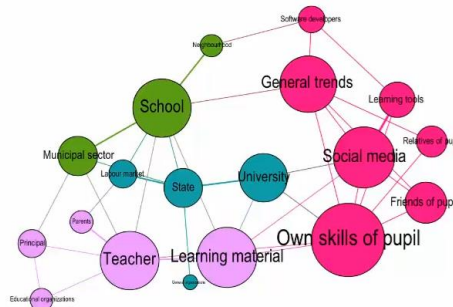 Software developers
Neighbourhood
General trends
Learning tools
School
Relatives of pu
Municipal sector
Social media
Labour market
State
University
Friends of pup
Parents
Own skills of pupil
Principal
Teacher
Learning material
Educational organizations